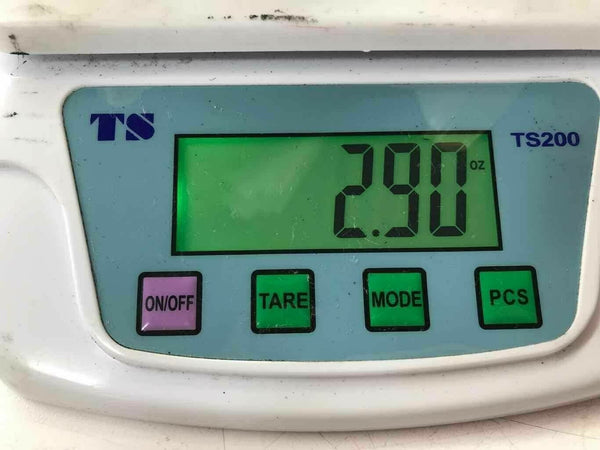 TS
TS200
2.90 oz
ON/OFF
TARE
MODE
PCS